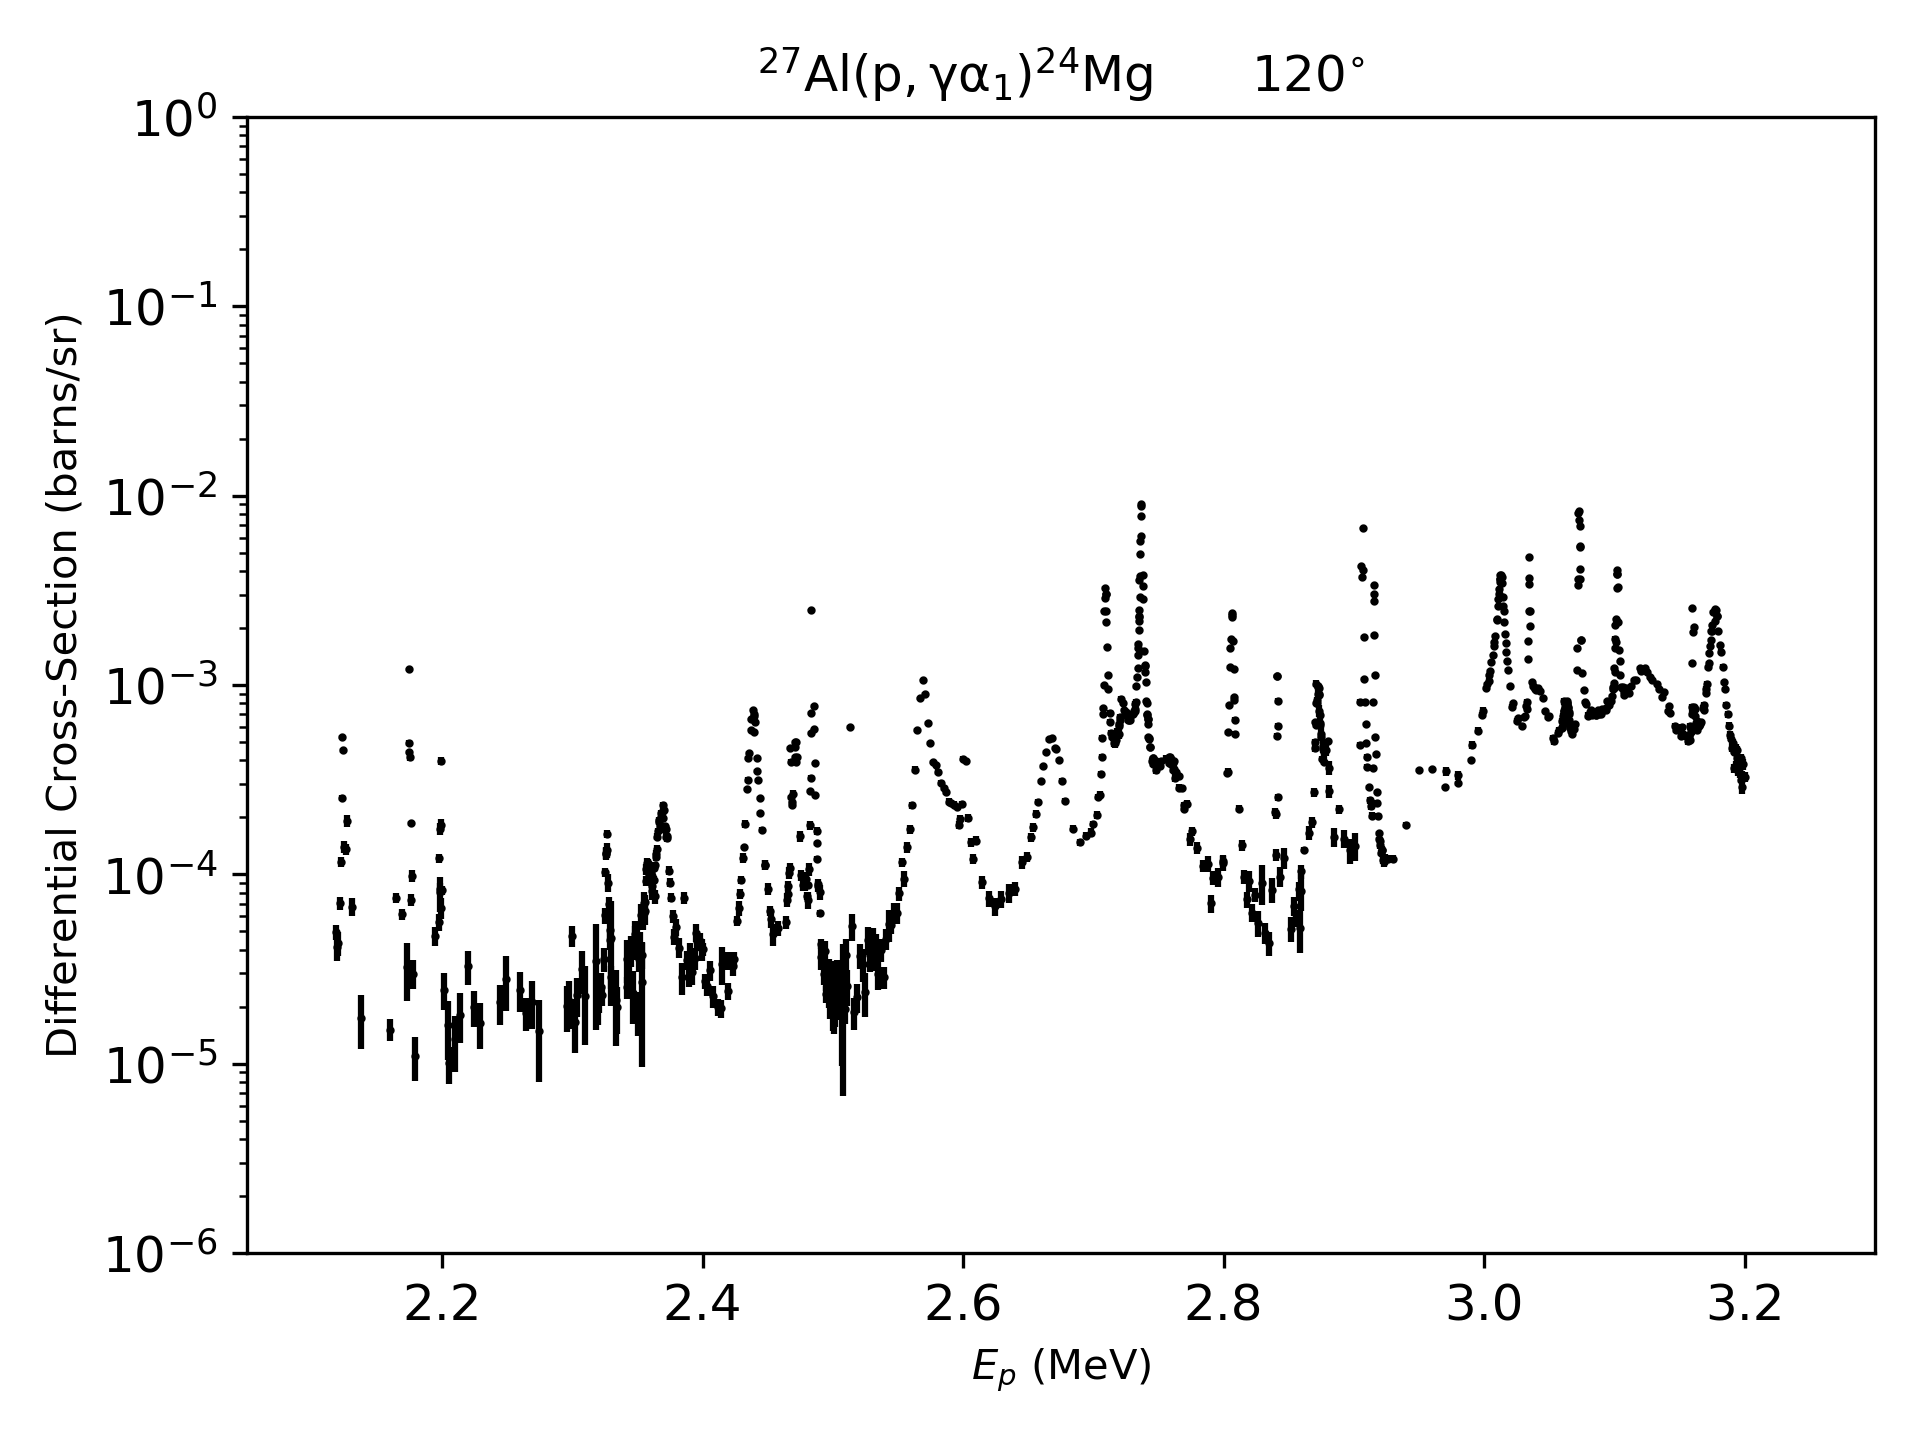 ²⁷Al(p, γα₁)²⁴Mg 120°
10⁰
10⁻¹
10⁻²
10⁻³
10⁻⁴
10⁻⁵
10⁻⁶
Differential Cross-Section (barns/sr)
2.2 2.4 2.6 2.8 3.0 3.2
Eₚ (MeV)